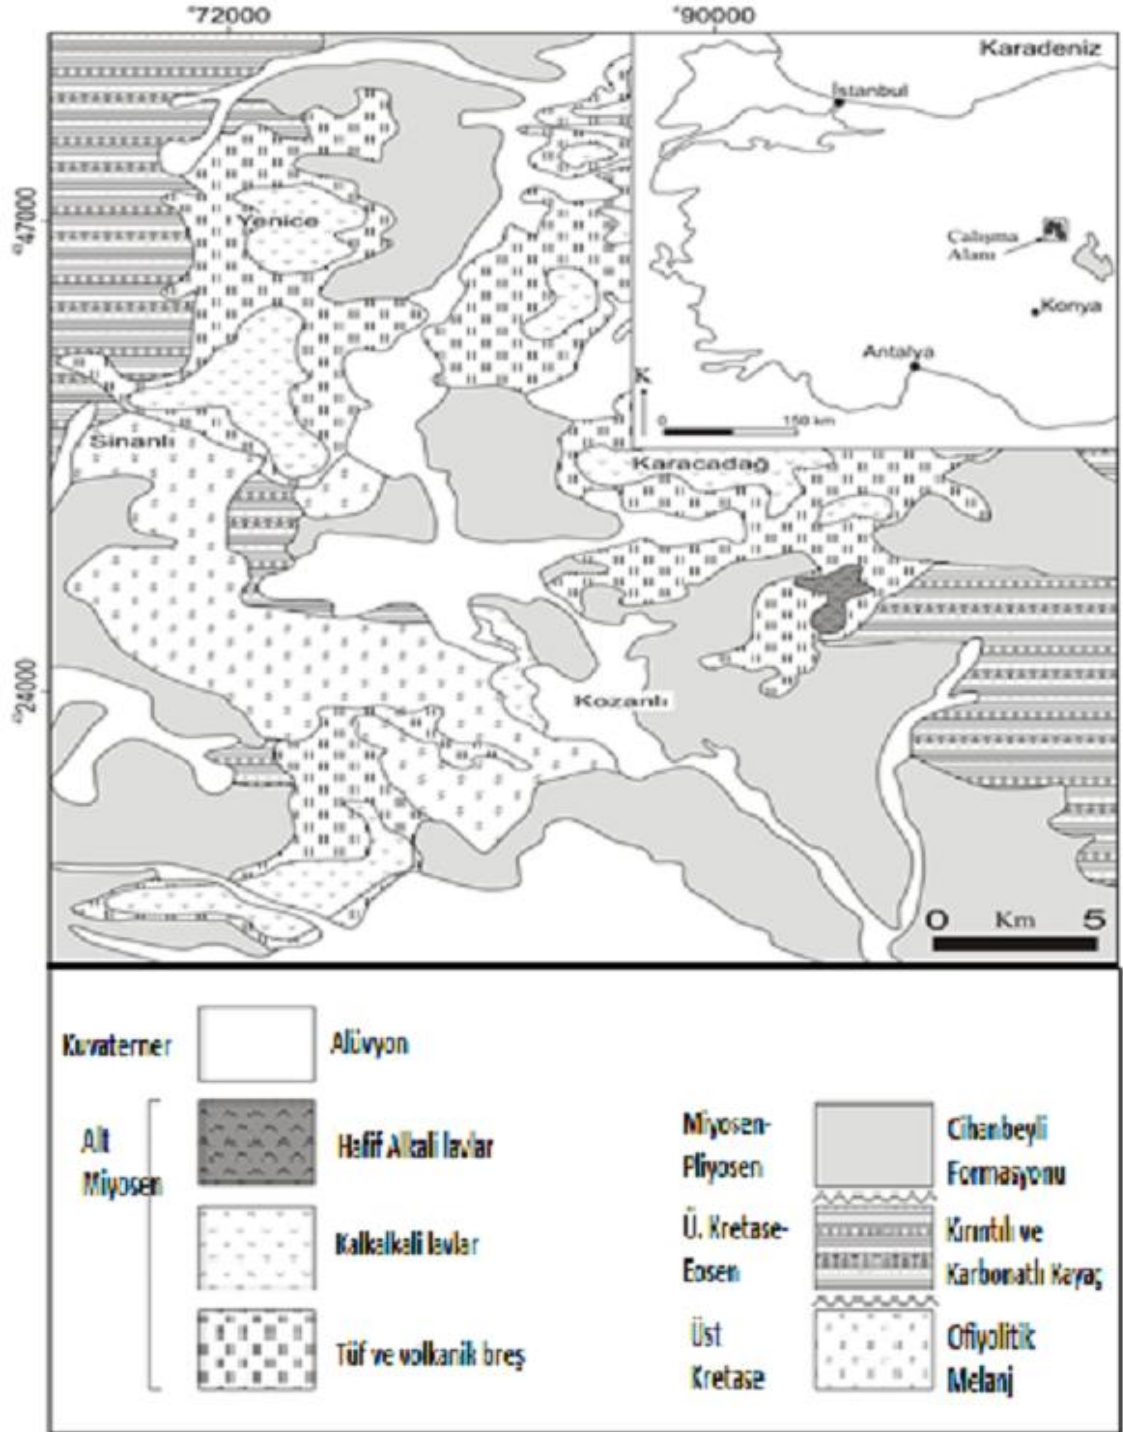 °72000
°90000
Karadeniz
İstanbul
47000
Yenice
Çalışma
Alanı
Konya
Antalya
K
0 150 km
Sinanlı
Karacadağ
24000
Kozanlı
0 Km 5
Kuvaterner
Alüvyon
Alt
Miyosen
Hafif Alkali lavlar
Kalkalkali lavlar
Tüf ve volkanik breş
Miyosen-
Pliyosen
Cihanbeyli
Formasyonu
Ü. Kretase-
Eosen
Kırıntılı ve
Karbonatlı Kayaç
Üst
Kretase
Ofiyolitik
Melanj